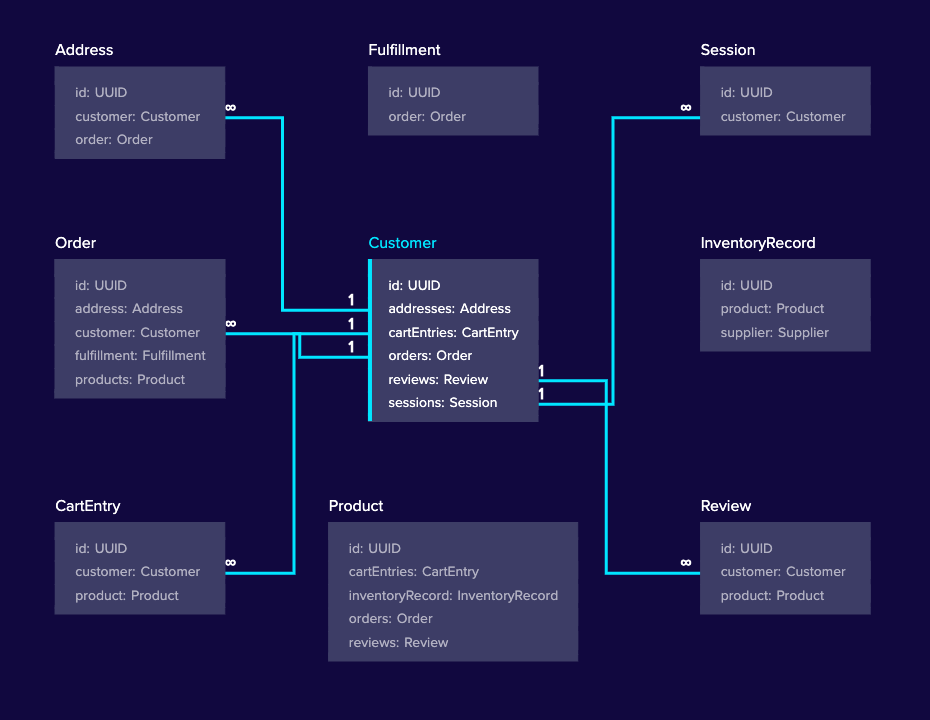 Address
id: UUID
customer: Customer
order: Order
Fulfillment
id: UUID
order: Order
Session
id: UUID
customer: Customer
∞
∞
Order
id: UUID
address: Address
customer: Customer
fulfillment: Fulfillment
products: Product
∞
Customer
id: UUID
addresses: Address
cartEntries: CartEntry
orders: Order
reviews: Review
sessions: Session
1
1
1
1
1
InventoryRecord
id: UUID
product: Product
supplier: Supplier
CartEntry
id: UUID
customer: Customer
product: Product
∞
Product
id: UUID
cartEntries: CartEntry
inventoryRecord: InventoryRecord
orders: Order
reviews: Review
Review
id: UUID
customer: Customer
product: Product
∞